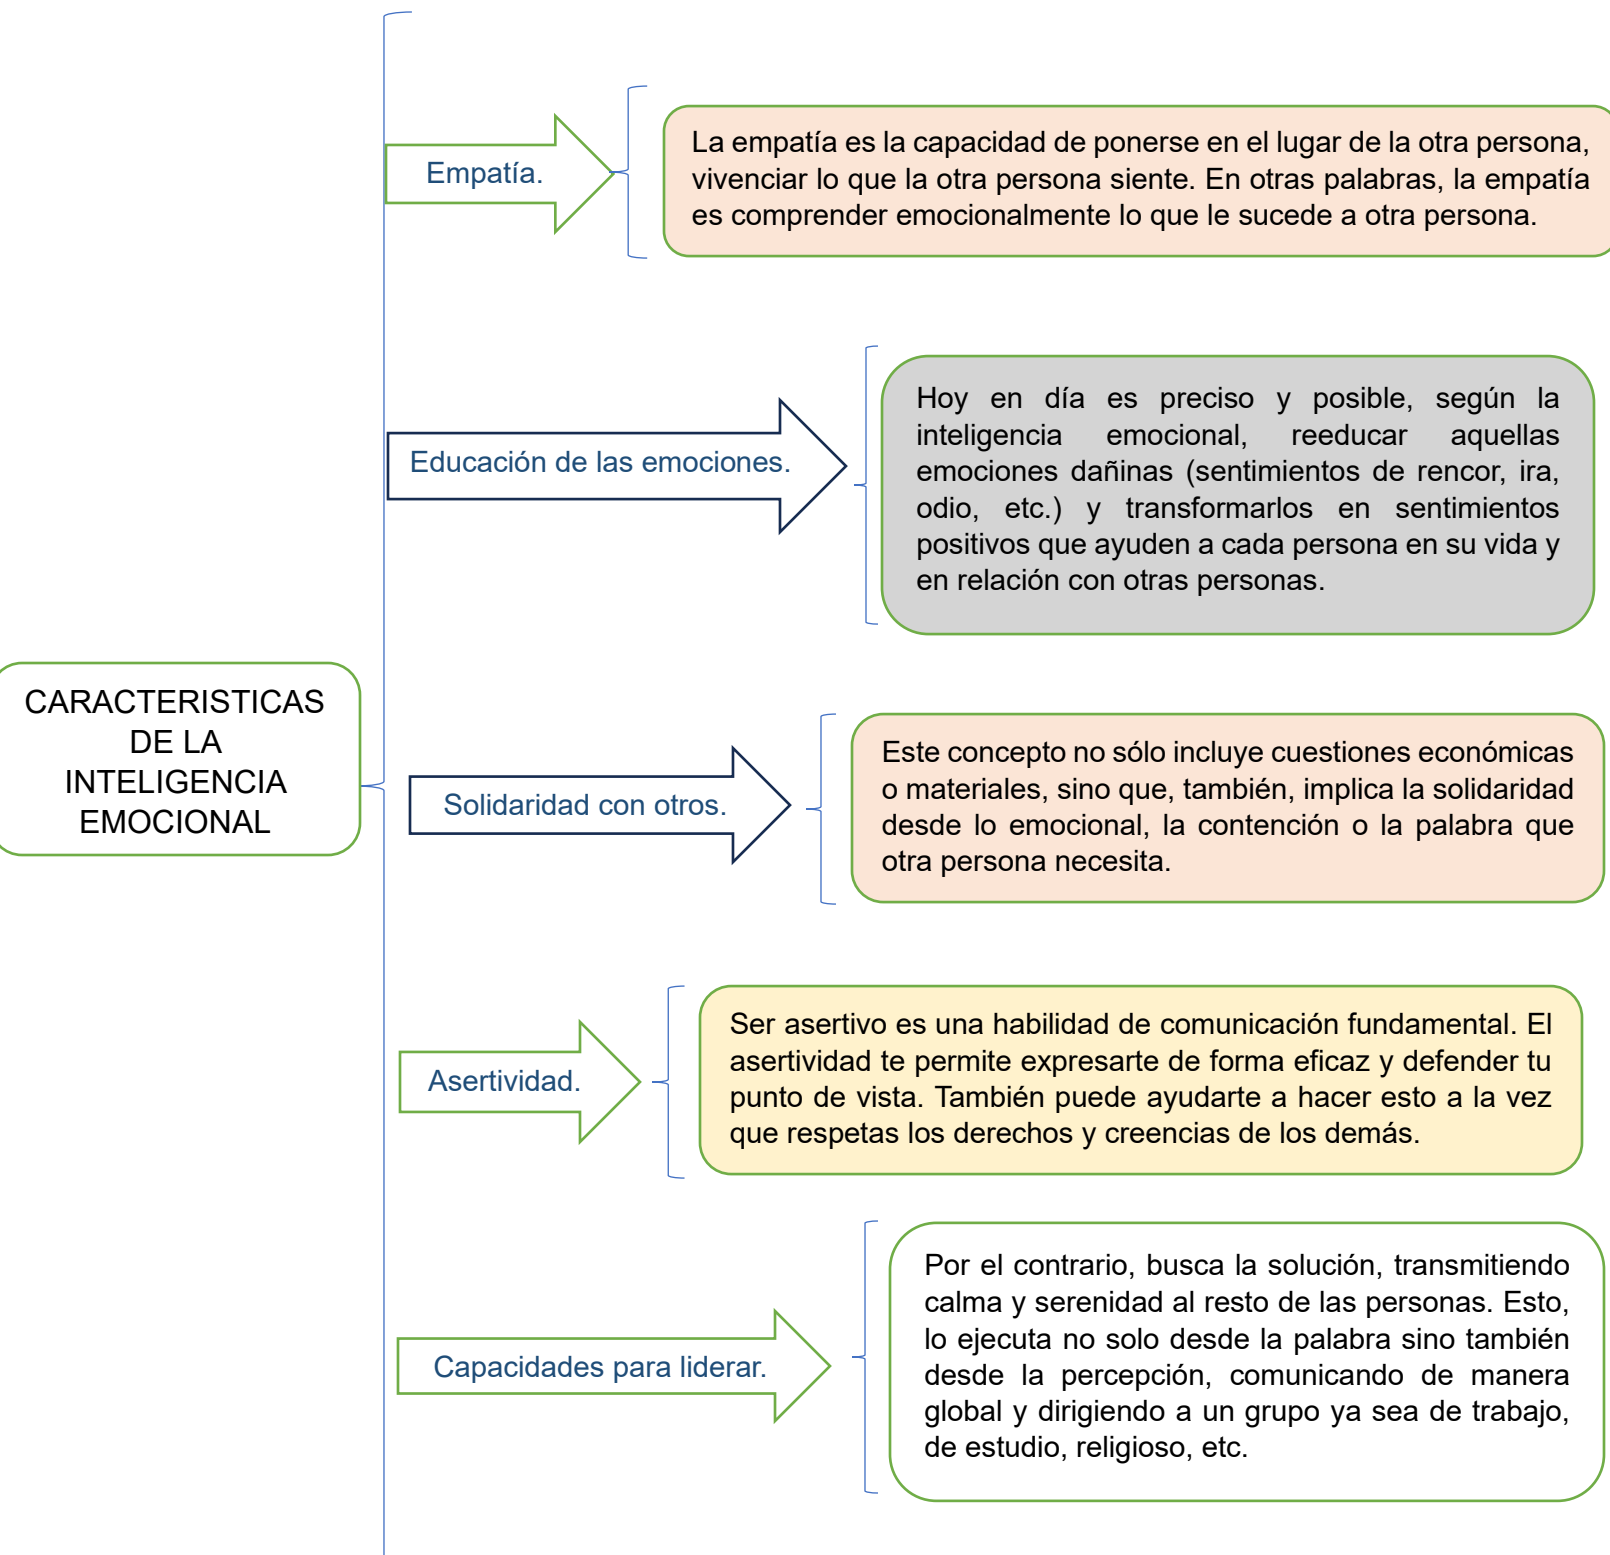 CARACTERISTICAS
DE LA
INTELIGENCIA
EMOCIONAL
Empatía.
La empatía es la capacidad de ponerse en el lugar de la otra persona,
vivenciar lo que la otra persona siente. En otras palabras, la empatía
es comprender emocionalmente lo que le sucede a otra persona.
Educación de las emociones.
Hoy en día es preciso y posible, según la
inteligencia emocional, reeducar aquellas
emociones dañinas (sentimientos de rencor, ira,
odio, etc.) y transformarlos en sentimientos
positivos que ayuden a cada persona en su vida y
en relación con otras personas.
Solidaridad con otros.
Este concepto no sólo incluye cuestiones económicas
o materiales, sino que, también, implica la solidaridad
desde lo emocional, la contención o la palabra que
otra persona necesita.
Asertividad.
Ser asertivo es una habilidad de comunicación fundamental. El
asertividad te permite expresarte de forma eficaz y defender tu
punto de vista. También puede ayudarte a hacer esto a la vez
que respetas los derechos y creencias de los demás.
Capacidades para liderar.
Por el contrario, busca la solución, transmitiendo
calma y serenidad al resto de las personas. Esto,
lo ejecuta no solo desde la palabra sino también
desde la percepción, comunicando de manera
global y dirigiendo a un grupo ya sea de trabajo,
de estudio, religioso, etc.